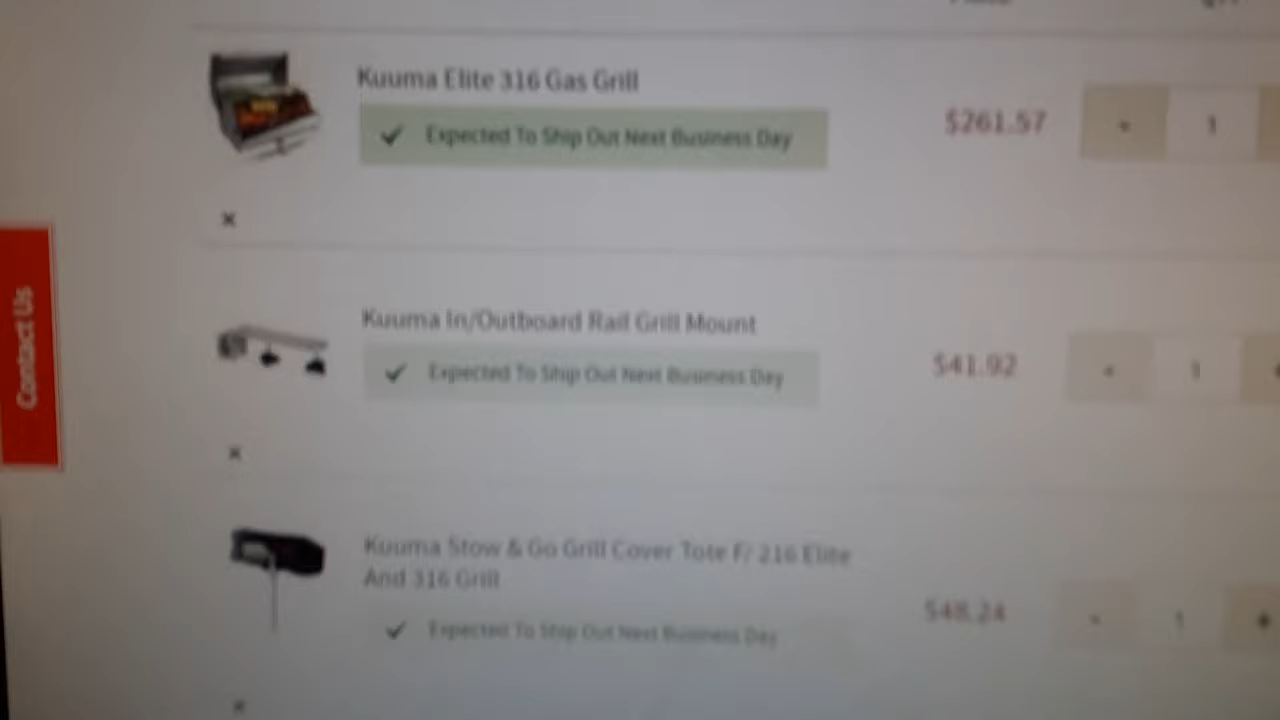 Kuuma Elite 316 Gas Grill
Expected To Ship Out Next Business Day
$261.57
1
Kuuma In/Outboard Rail Grill Mount
Expected To Ship Out Next Business Day
$41.92
1
Contact Us
Kuuma Stow & Go Grill Cover Tote F/ 216 Elite
And 316 Grill
Expected To Ship Out Next Business Day
$48.24
1